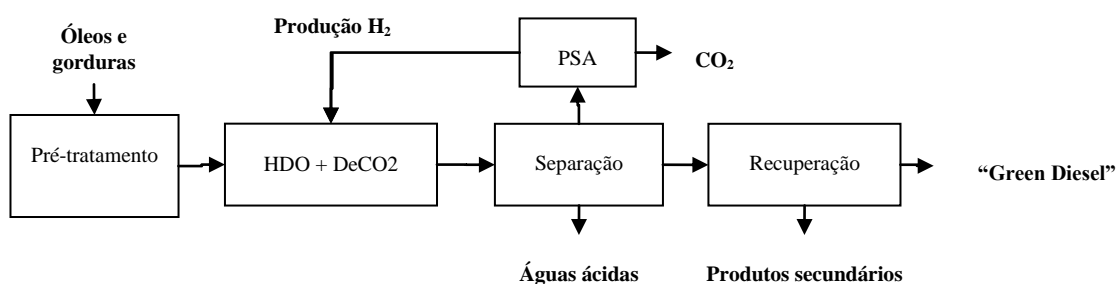 Produção H₂
Óleos e
gorduras
PSA
CO₂
Pré-tratamento
HDO + DeCO2
Separação
Recuperação
“Green Diesel”
Águas ácidas
Produtos secundários